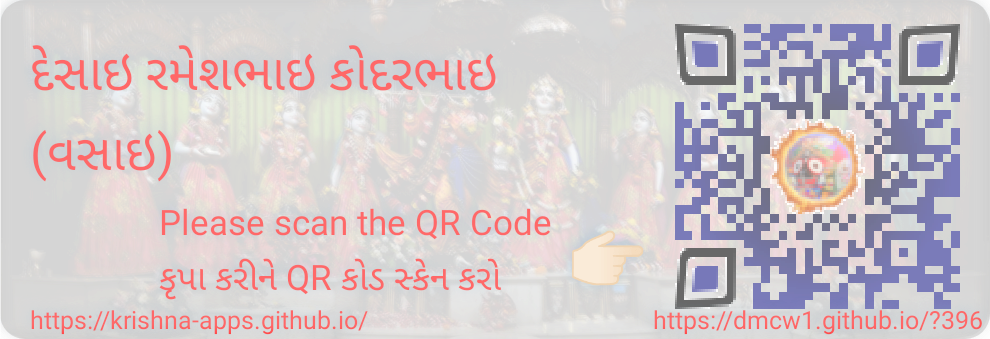 દેસાઇ રમેશભાઇ કોદરભાઇ
(વસાઇ)
Please scan the QR Code
કૃપા કરીને QR કોડ સ્કેન કરો
https://krishna-apps.github.io/
https://dmcw1.github.io/?396